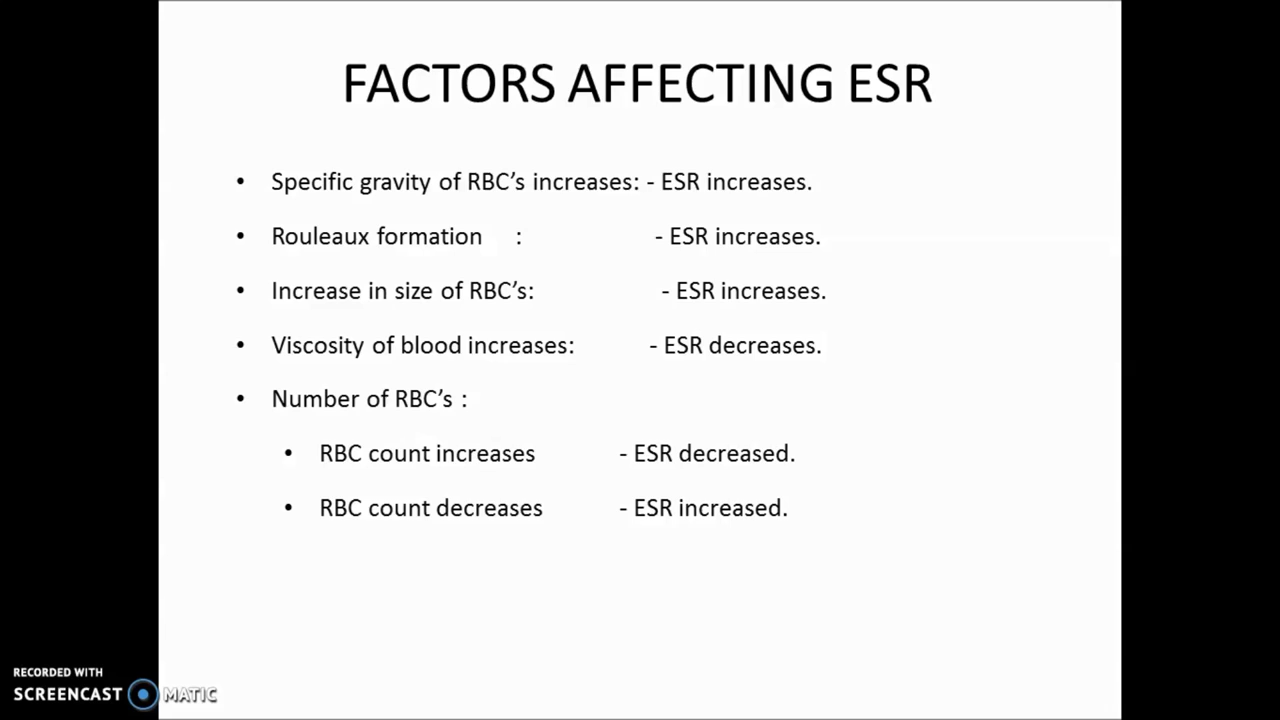 FACTORS AFFECTING ESR
• Specific gravity of RBC’s increases: - ESR increases.
• Rouleaux formation : - ESR increases.
• Increase in size of RBC’s: - ESR increases.
• Viscosity of blood increases: - ESR decreases.
• Number of RBC’s :
• RBC count increases - ESR decreased.
• RBC count decreases - ESR increased.
RECORDED WITH
SCREENCAST MATIC